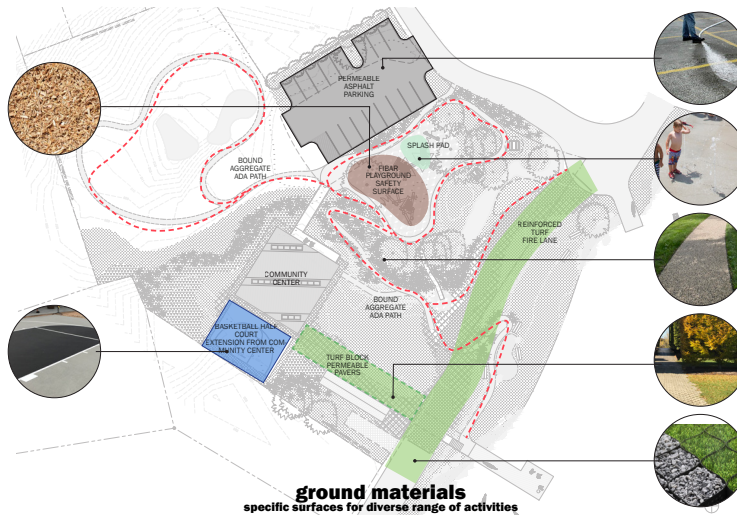 PERMEABLE
ASPHALT
PARKING
SPLASH PAD
FIBAR
PLAYGROUND
SAFETY
SURFACE
BOUND
AGGREGATE
ADA PATH
REINFORCED
TURF
FIRE LANE
COMMUNITY
CENTER
BOUND
AGGREGATE
ADA PATH
BASKETBALL HALF
COURT
EXTENSION FROM COM
MUNITY CENTER
TURF BLOCK
PERMEABLE
PAVERS
ground materials
specific surfaces for diverse range of activities